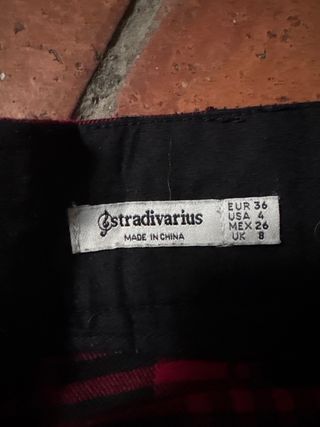 stradivarius
MADE IN CHINA
EUR 36
USA 4
MEX 26
UK 8